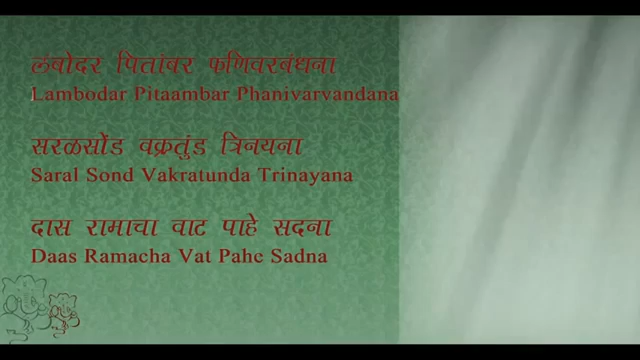 लंबोदर पितांबर फणिवरबंधना
Lambodar Pitaambar Phanivarvandana
सरळसोंड वक्रतुंड त्रिनयना
Saral Sond Vakratunda Trinayana
दास रामाचा वाट पाहे सदना
Daas Ramacha Vat Pahe Sadna